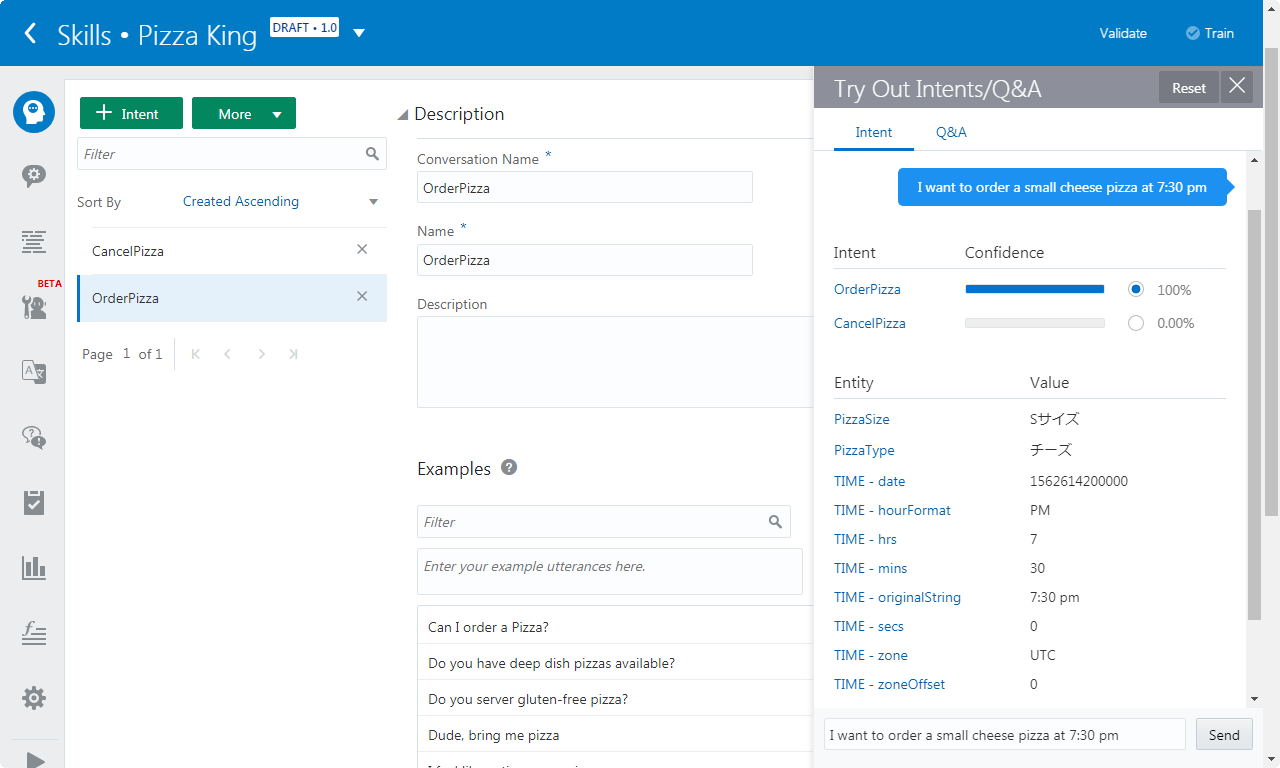 Skills • Pizza King
DRAFT • 1.0
Validate
Train
Intent
More
Filter
Sort By
Created Ascending
CancelPizza
OrderPizza
Page 1 of 1
BETA
Description
Conversation Name *
OrderPizza
Name *
OrderPizza
Description
Examples
Filter
Enter your example utterances here.
Can I order a Pizza?
Do you have deep dish pizzas available?
Do you server gluten-free pizza?
Dude, bring me pizza
Try Out Intents/Q&A
Reset
Intent
Q&A
I want to order a small cheese pizza at 7:30 pm
Intent Confidence
OrderPizza 100%
CancelPizza 0.00%
Entity Value
PizzaSize Sサイズ
PizzaType チーズ
TIME - date 1562614200000
TIME - hourFormat PM
TIME - hrs 7
TIME - mins 30
TIME - originalString 7:30 pm
TIME - secs 0
TIME - zone UTC
TIME - zoneOffset 0
I want to order a small cheese pizza at 7:30 pm
Send